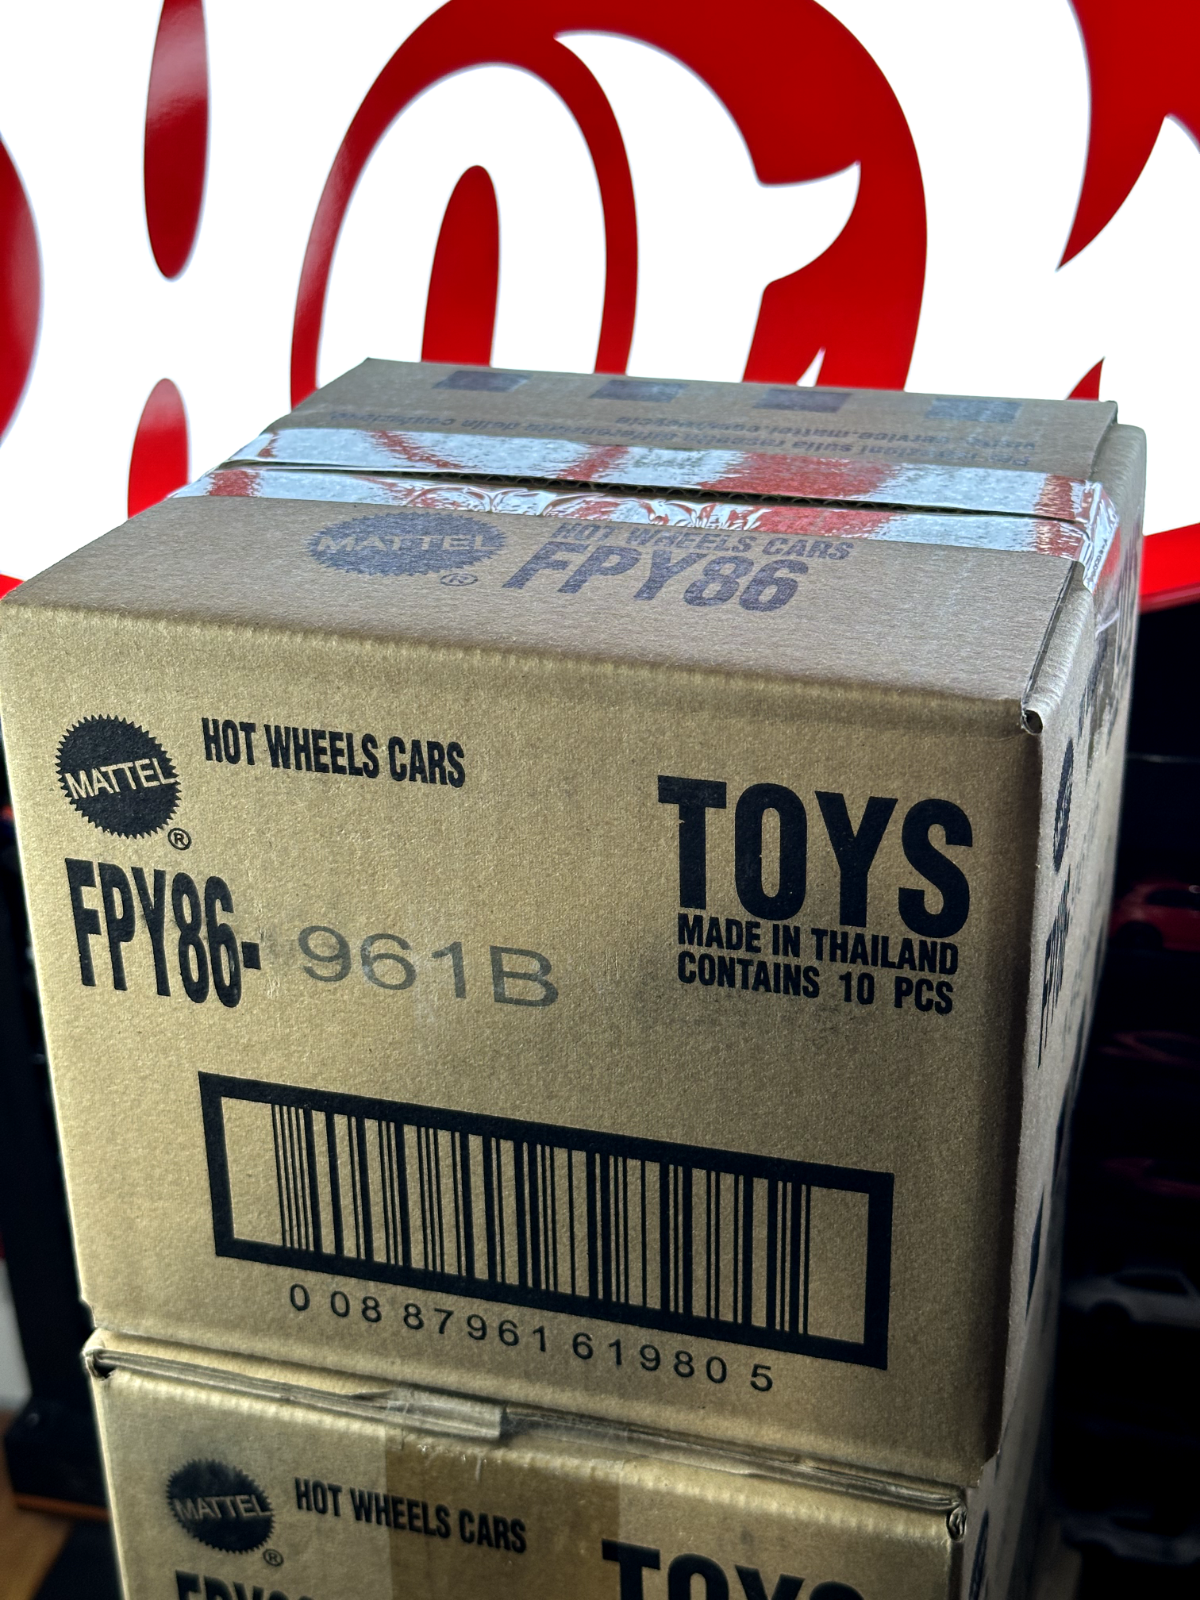 MATTEL
®
HOT WHEELS CARS
FPY86
MATTEL
®
HOT WHEELS CARS
FPY86-
961B
TOYS
MADE IN THAILAND
CONTAINS 10 PCS
0 08 87961 61980 5
MATTEL
®
HOT WHEELS CARS
TOYS